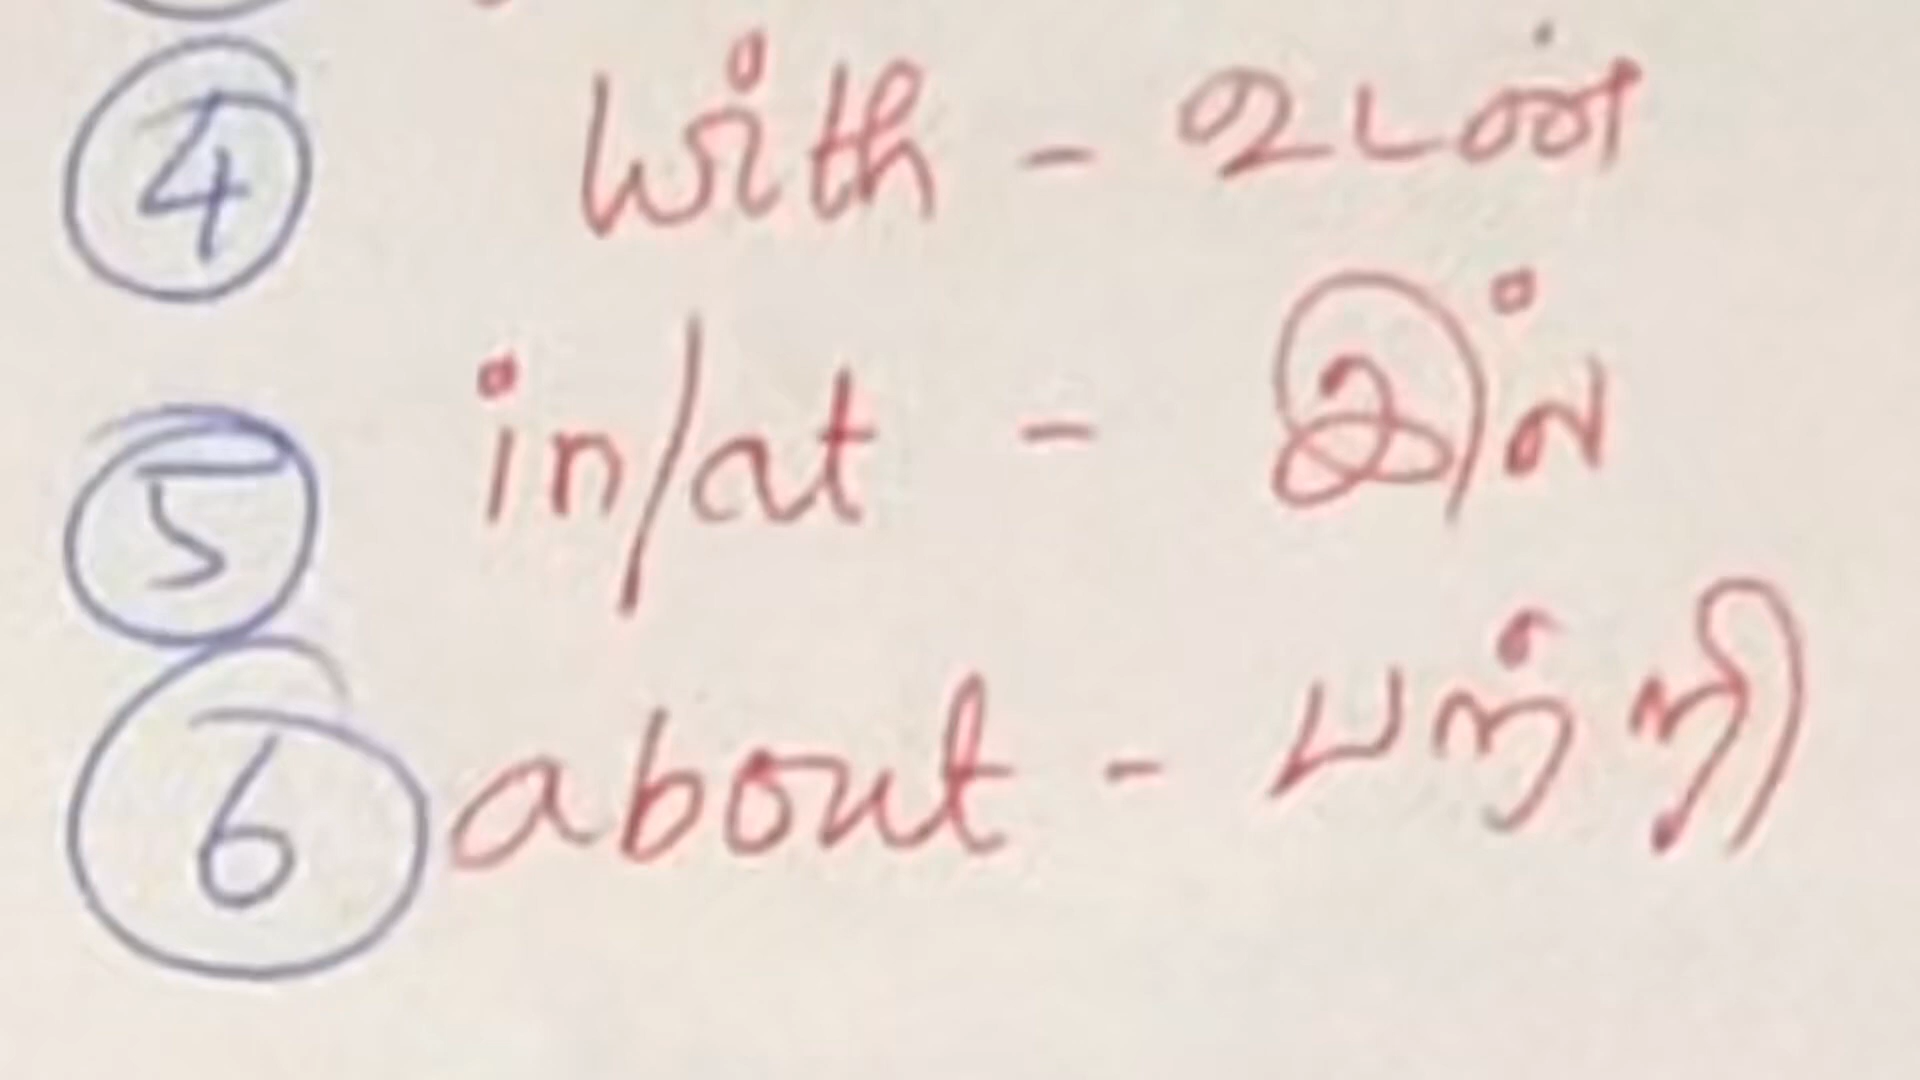 4 with - உடன்
5 in/at - இல்
6 about - பற்றி